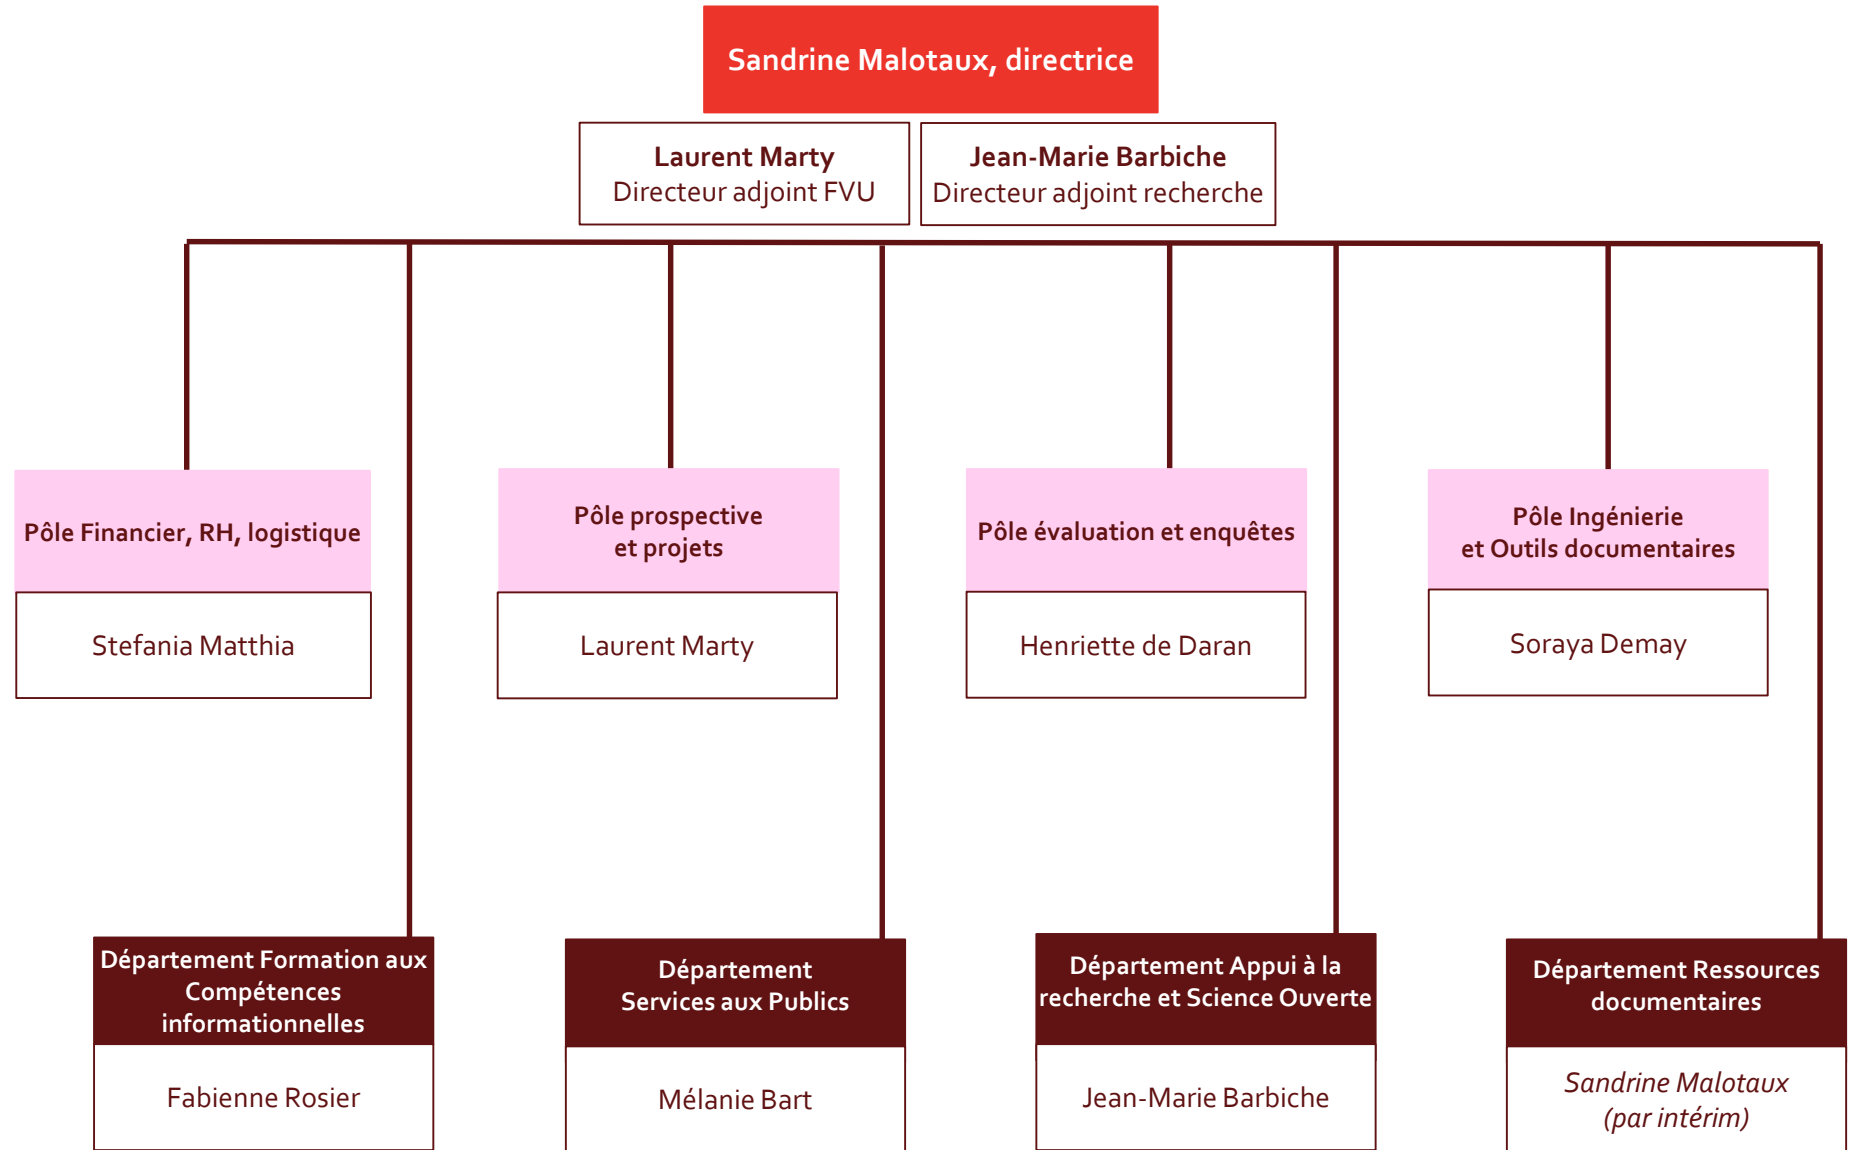 Sandrine Malotaux, directrice
Laurent Marty
Directeur adjoint FVU
Jean-Marie Barbiche
Directeur adjoint recherche
Pôle Financier, RH, logistique
Stefania Matthia
Pôle prospective
et projets
Laurent Marty
Pôle évaluation et enquêtes
Henriette de Daran
Pôle Ingénierie
et Outils documentaires
Soraya Demay
Département Formation aux
Compétences
informationnelles
Fabienne Rosier
Département
Services aux Publics
Mélanie Bart
Département Appui à la
recherche et Science Ouverte
Jean-Marie Barbiche
Département Ressources
documentaires
Sandrine Malotaux
(par intérim)